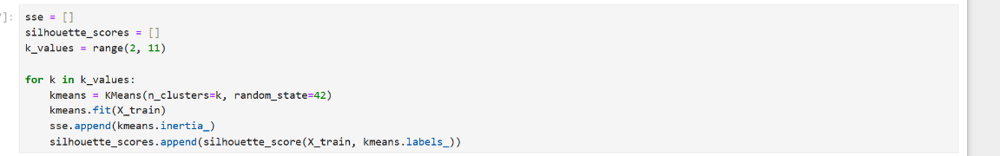 ]:
sse = []
silhouette_scores = []
k_values = range(2, 11)
for k in k_values:
    kmeans = KMeans(n_clusters=k, random_state=42)
    kmeans.fit(X_train)
    sse.append(kmeans.inertia_)
    silhouette_scores.append(silhouette_score(X_train, kmeans.labels_))